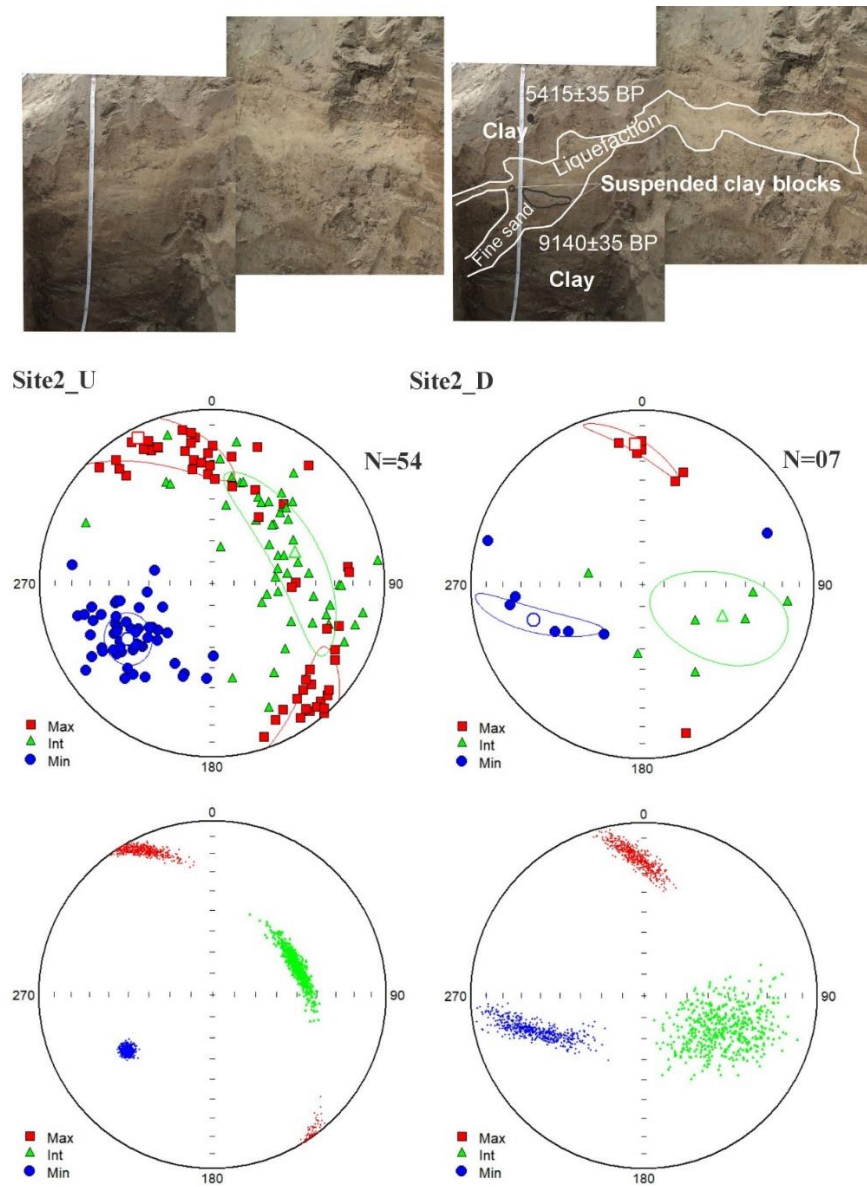 5415±35 BP
Clay
Liquefaction
Suspended clay blocks
Fine sand
9140±35 BP
Clay
Site2_U
Site2_D
0
N=54
270
90
180
Max
Int
Min
0
N=07
270
90
180
Max
Int
Min
0
270
90
180
Max
Int
Min
0
270
90
180
Max
Int
Min